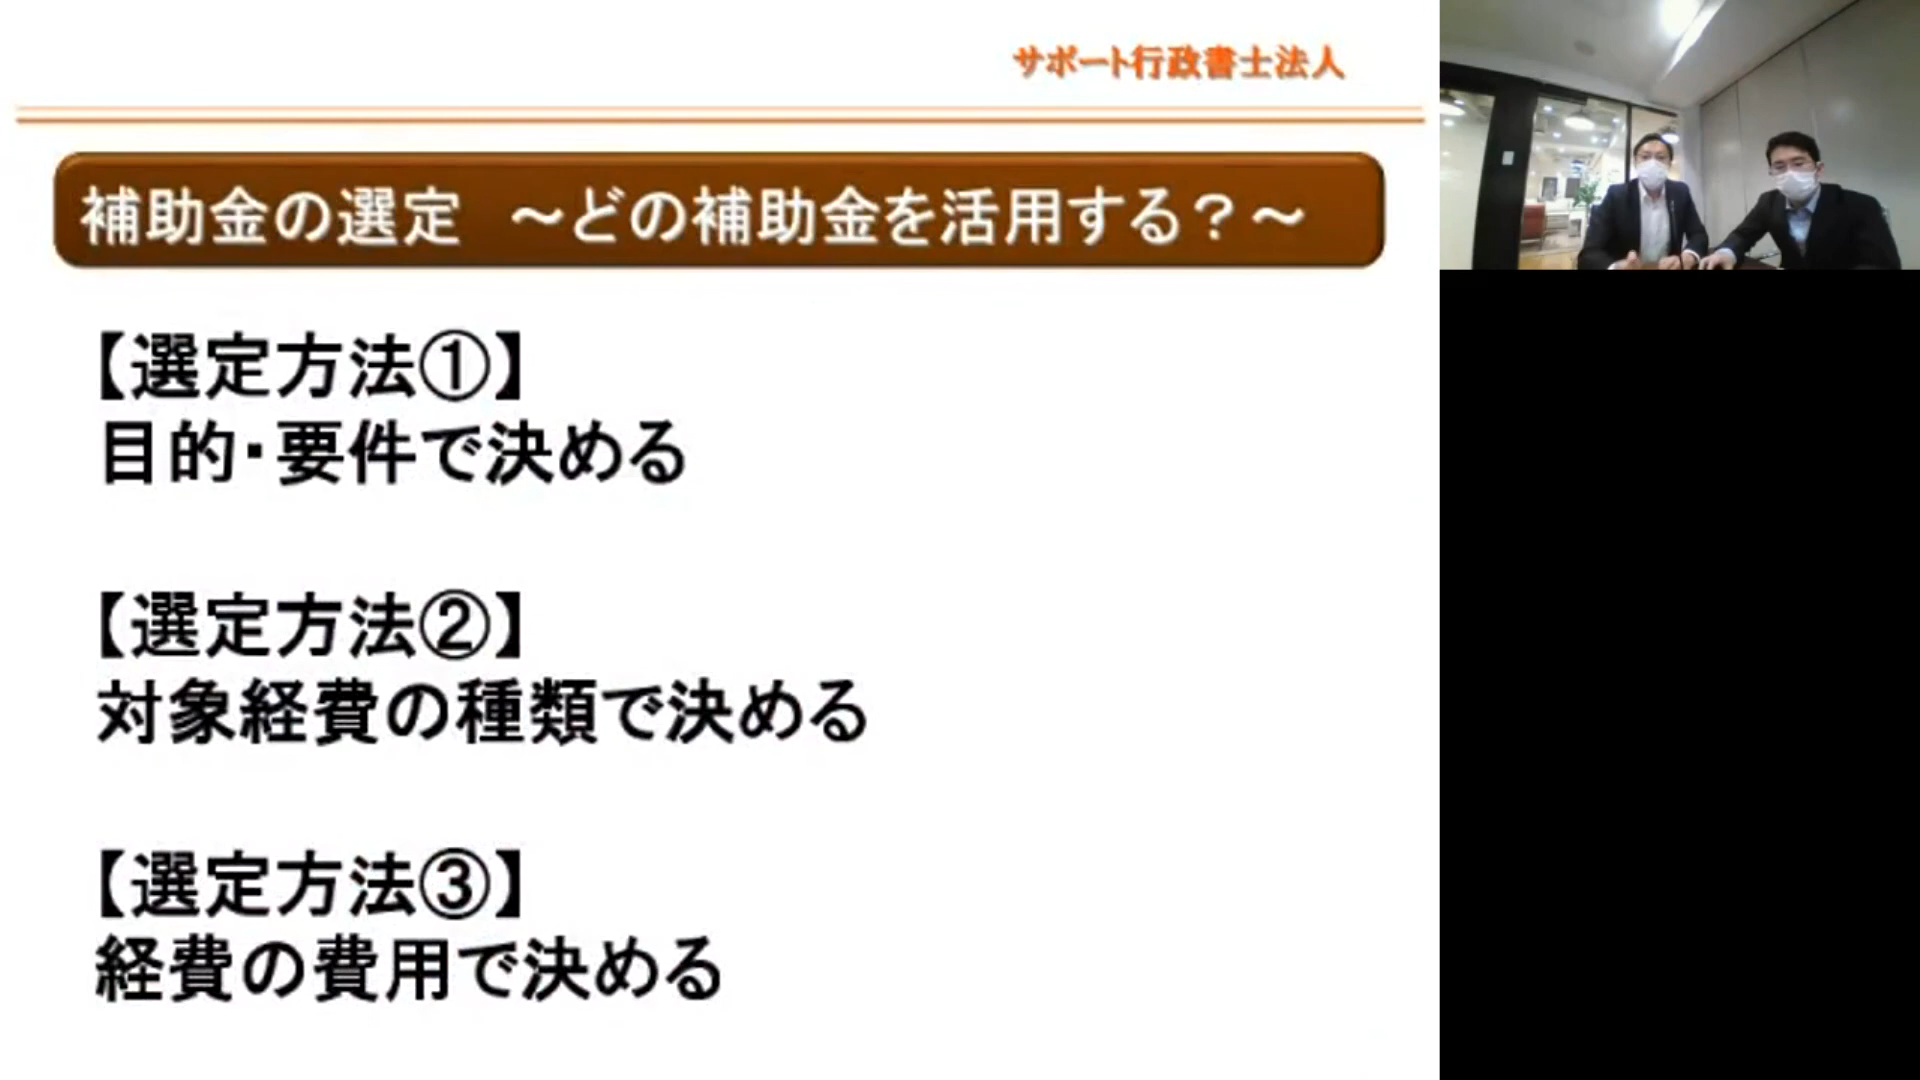 サポート行政書士法人
補助金の選定　～どの補助金を活用する？～
【選定方法①】
目的・要件で決める
【選定方法②】
対象経費の種類で決める
【選定方法③】
経費の費用で決める